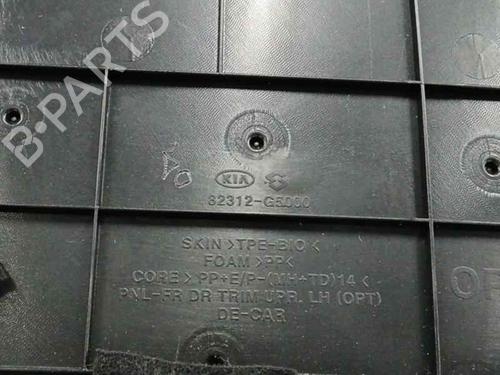 B-PARTS
KIA
82312-G5000
SKIN >TPE-BIO<
FOAM >PP<
CORE >PP+E/P-(MH+TD)14<
PNL-FR DR TRIM UPR. LH (OPT)
DE-CAR